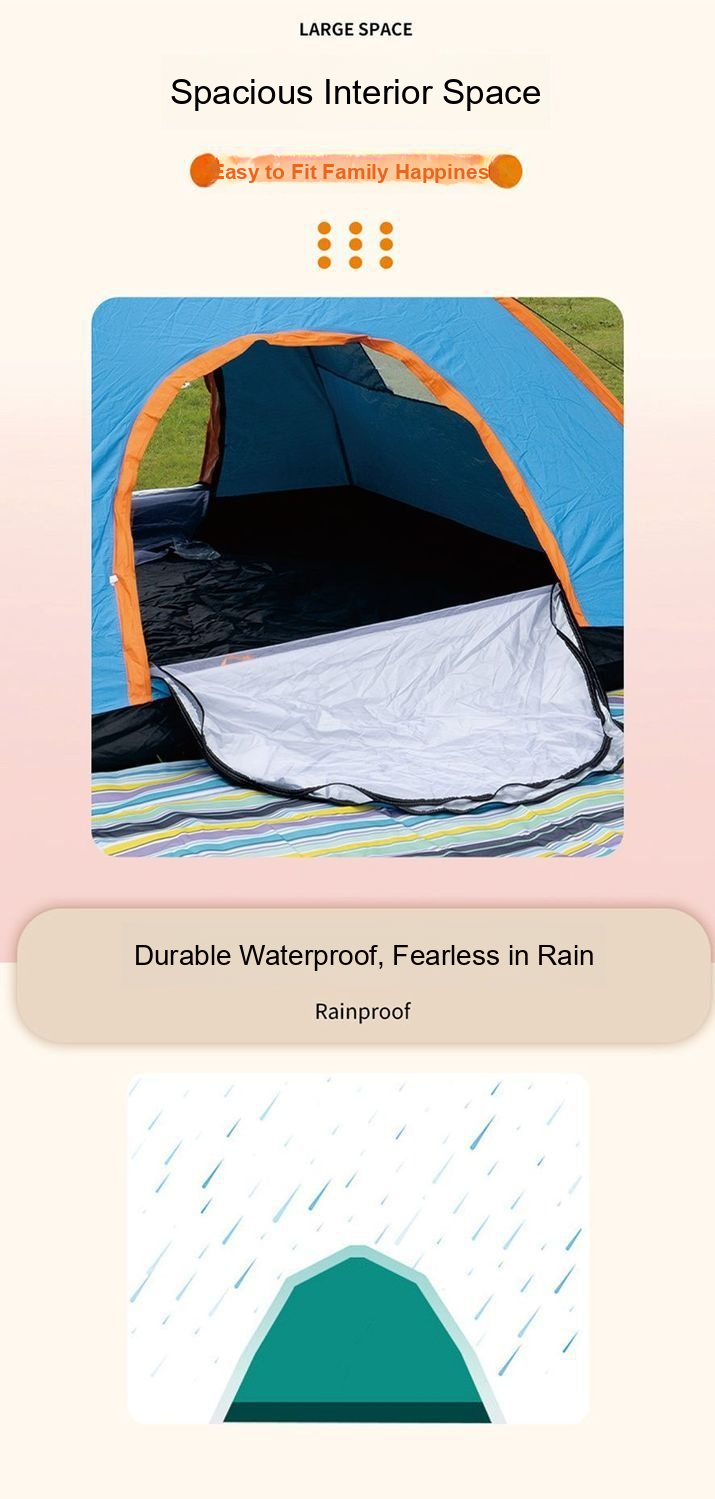 LARGE SPACE
Spacious Interior Space
Easy to Fit Family Happines
Durable Waterproof, Fearless in Rain
Rainproof